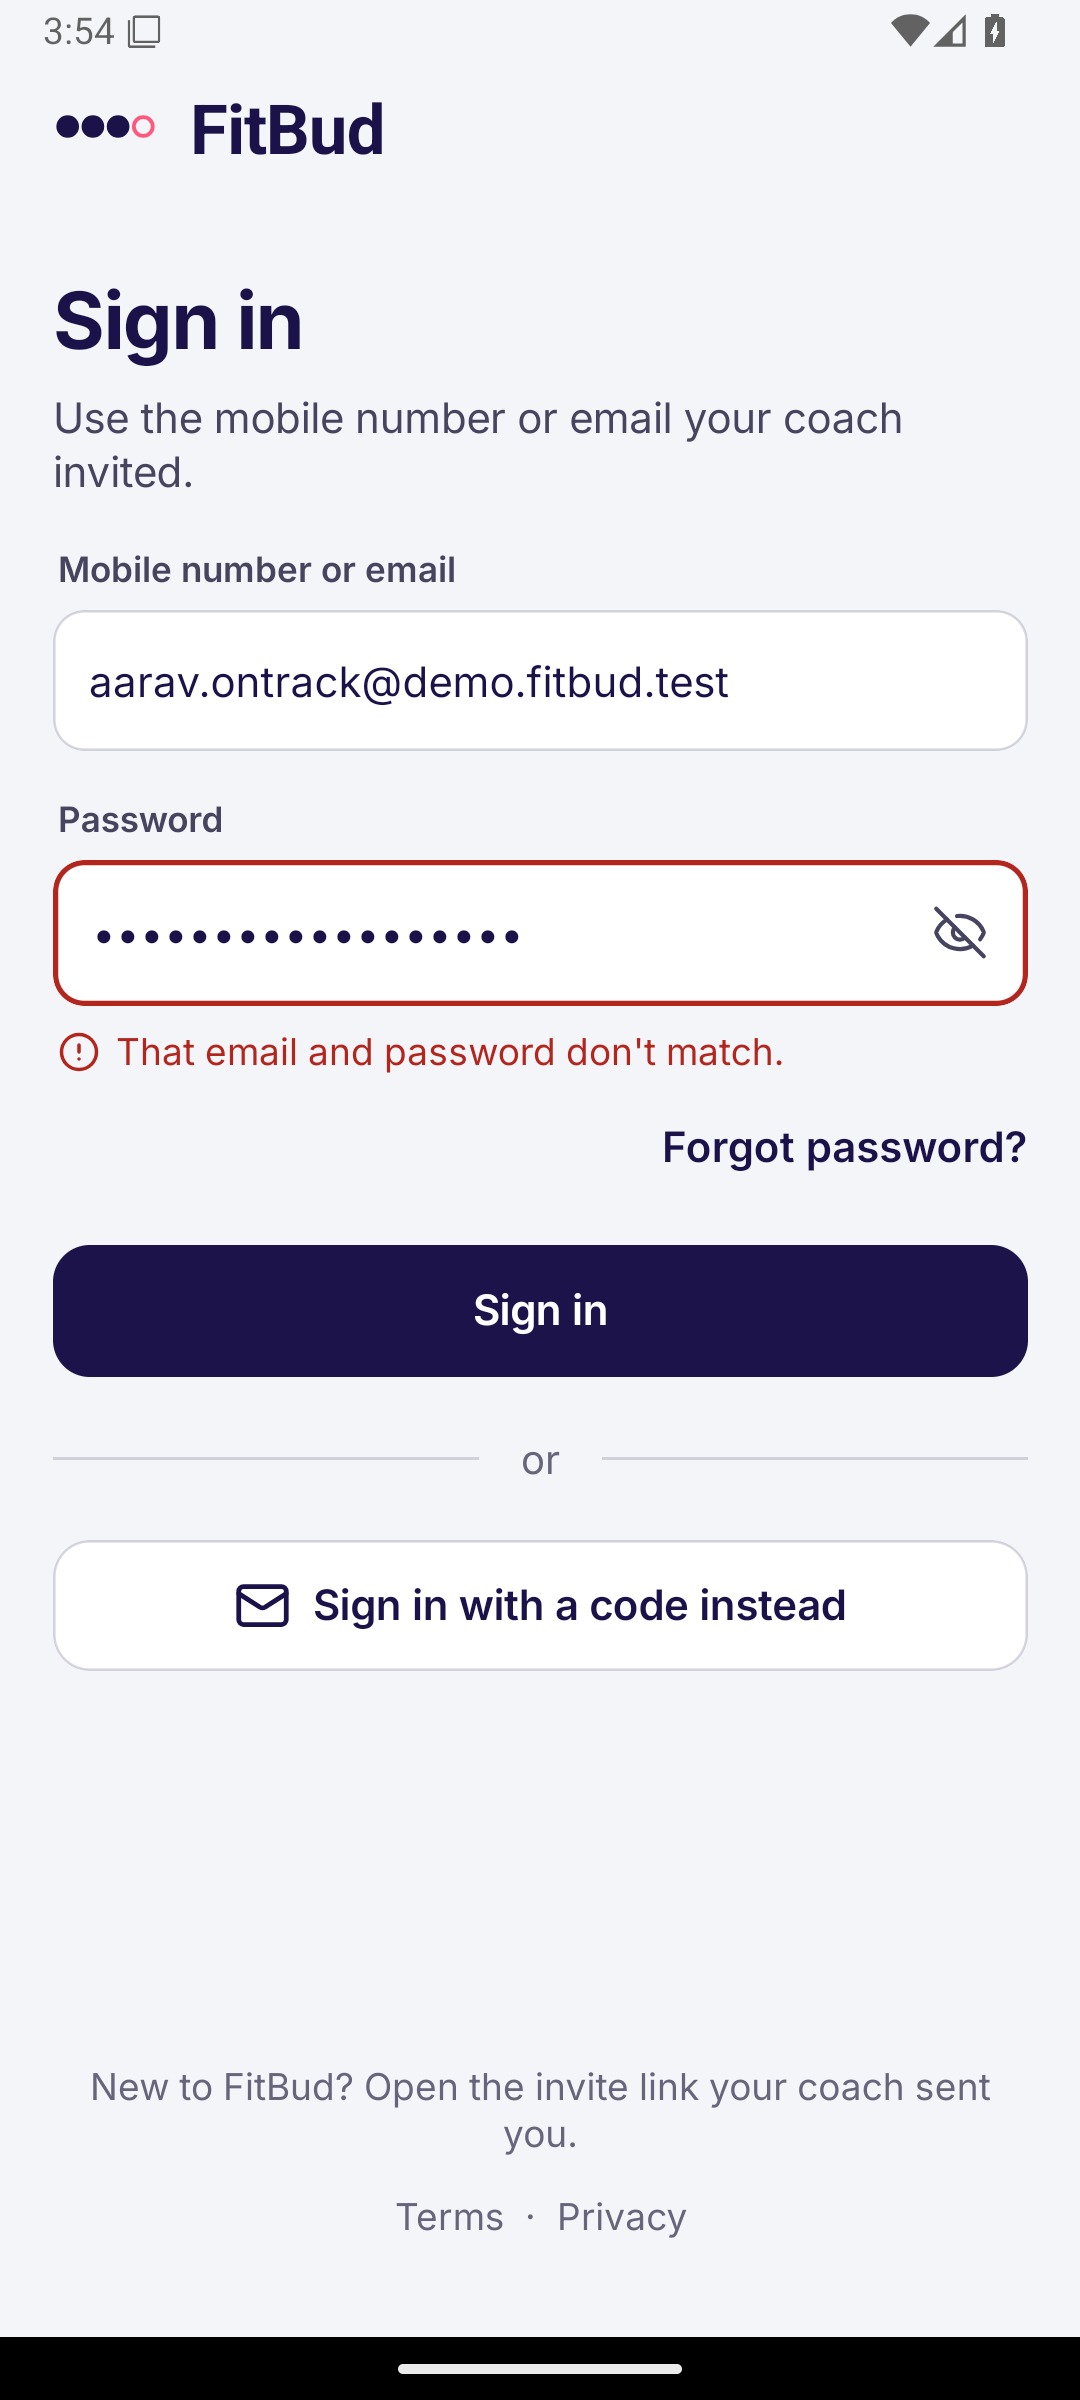 3:54
FitBud
Sign in
Use the mobile number or email your coach
invited.
Mobile number or email
aarav.ontrack@demo.fitbud.test
Password
••••••••••••••••••
That email and password don't match.
Forgot password?
Sign in
or
Sign in with a code instead
New to FitBud? Open the invite link your coach sent
you.
Terms · Privacy